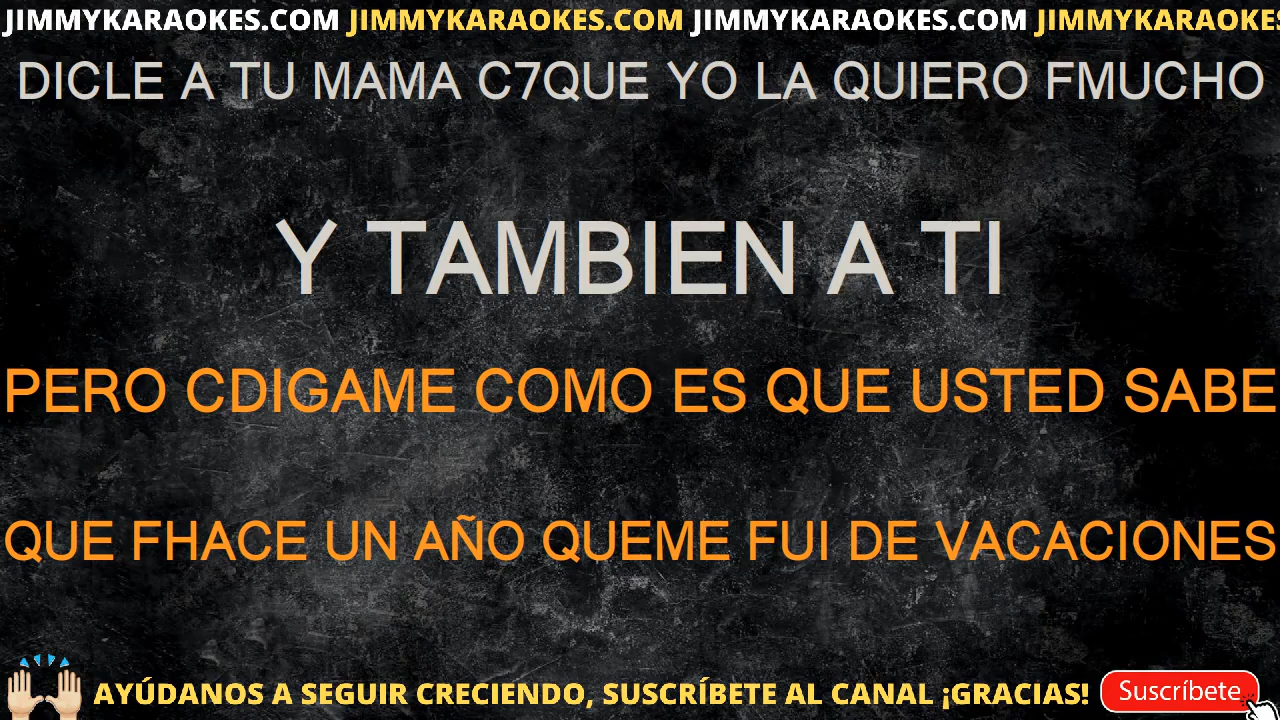 JIMMYKARAOKES.COM JIMMYKARAOKES.COM JIMMYKARAOKES.COM JIMMYKARAOKES
DICLE A TU MAMA C7QUE YO LA QUIERO FMUCHO
Y TAMBIEN A TI
PERO CDIGAME COMO ES QUE USTED SABE
QUE FHACE UN AÑO QUEME FUI DE VACACIONES
AYÚDANOS A SEGUIR CRECIENDO, SUSCRÍBETE AL CANAL ¡GRACIAS! Suscríbete